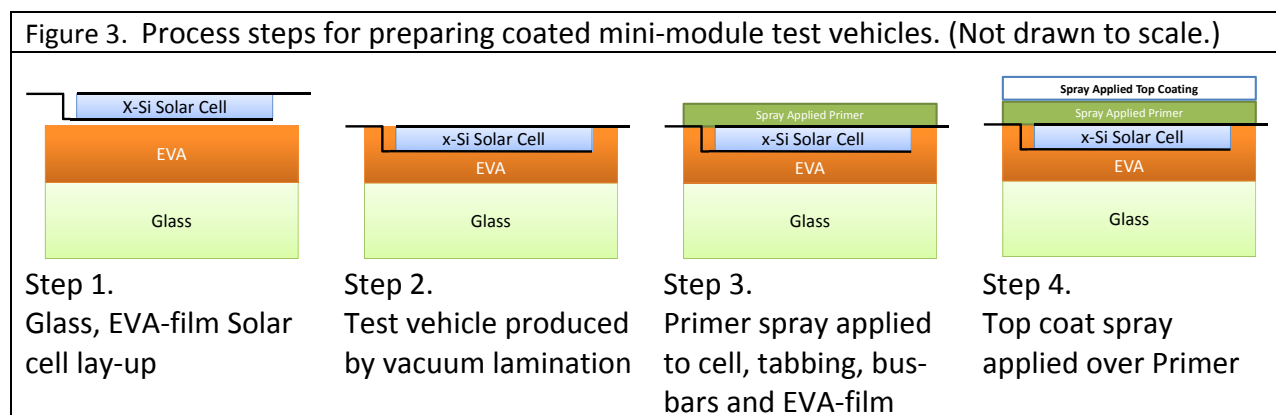 Figure 3. Process steps for preparing coated mini-module test vehicles. (Not drawn to scale.)
X-Si Solar Cell
EVA
Glass
Step 1.
Glass, EVA-film Solar
cell lay-up
x-Si Solar Cell
EVA
Glass
Step 2.
Test vehicle produced
by vacuum lamination
Spray Applied Primer
x-Si Solar Cell
EVA
Glass
Step 3.
Primer spray applied
to cell, tabbing, bus-
bars and EVA-film
Spray Applied Top Coating
Spray Applied Primer
x-Si Solar Cell
EVA
Glass
Step 4.
Top coat spray
applied over Primer